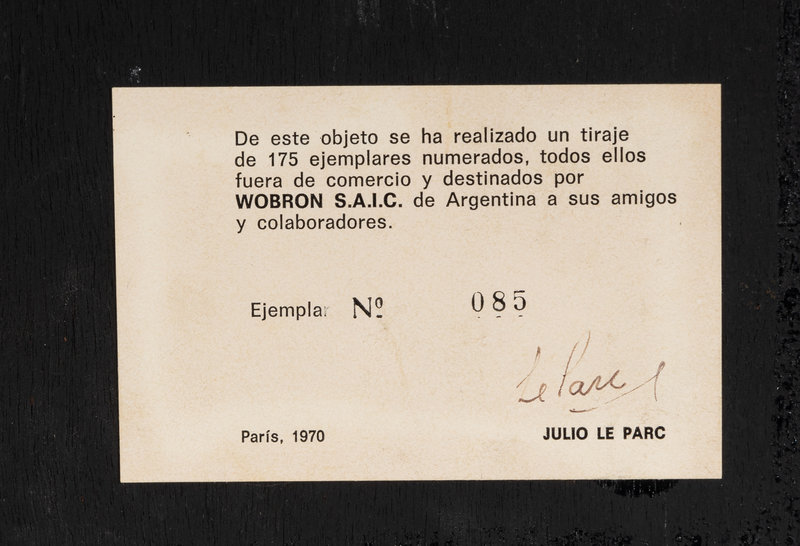 De este objeto se ha realizado un tiraje
de 175 ejemplares numerados, todos ellos
fuera de comercio y destinados por
WOBRON S.A.I.C. de Argentina a sus amigos
y colaboradores.
Ejemplar Nº 085
Le Parc
París, 1970 JULIO LE PARC